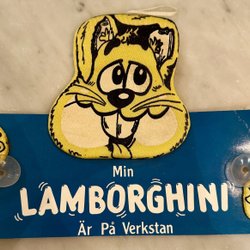 Min
LAMBORGHINI
Är På Verkstan